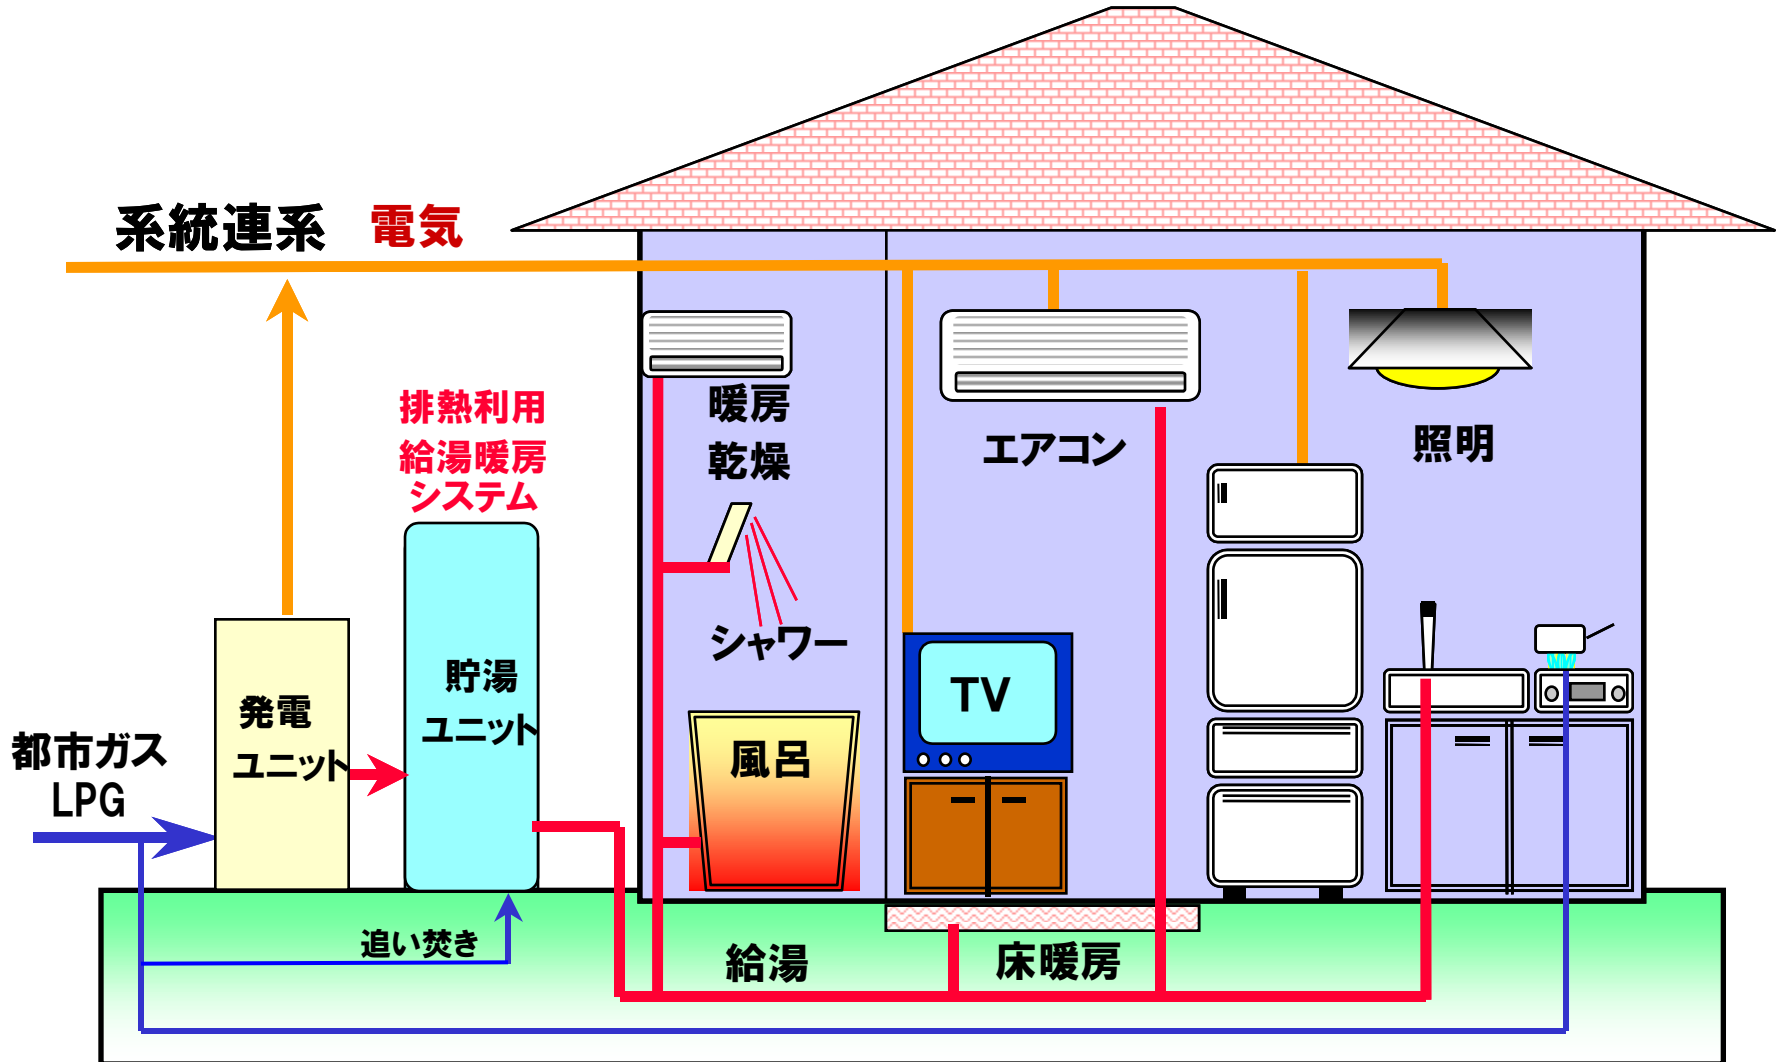 系統連系 電気
排熱利用
給湯暖房
システム
暖房
乾燥
エアコン
照明
シャワー
貯湯
ユニット
発電
ユニット
TV
風呂
都市ガス
LPG
追い焚き
給湯
床暖房